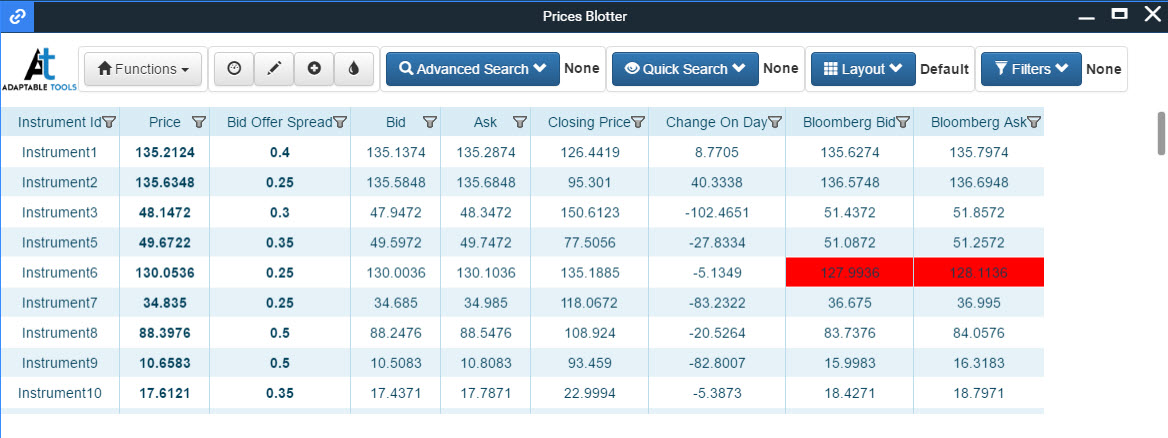 Prices Blotter
ADAPTABLE TOOLS Functions Advanced Search None Quick Search None Layout Default Filters None
Instrument Id Price Bid Offer Spread Bid Ask Closing Price Change On Day Bloomberg Bid Bloomberg Ask
Instrument1 135.2124 0.4 135.1374 135.2874 126.4419 8.7705 135.6274 135.7974
Instrument2 135.6348 0.25 135.5848 135.6848 95.301 40.3338 136.5748 136.6948
Instrument3 48.1472 0.3 47.9472 48.3472 150.6123 -102.4651 51.4372 51.8572
Instrument5 49.6722 0.35 49.5972 49.7472 77.5056 -27.8334 51.0872 51.2572
Instrument6 130.0536 0.25 130.0036 130.1036 135.1885 -5.1349 127.9936 128.1136
Instrument7 34.835 0.25 34.685 34.985 118.0672 -83.2322 36.675 36.995
Instrument8 88.3976 0.5 88.2476 88.5476 108.924 -20.5264 83.7376 84.0576
Instrument9 10.6583 0.5 10.5083 10.8083 93.459 -82.8007 15.9983 16.3183
Instrument10 17.6121 0.35 17.4371 17.7871 22.9994 -5.3873 18.4271 18.7971